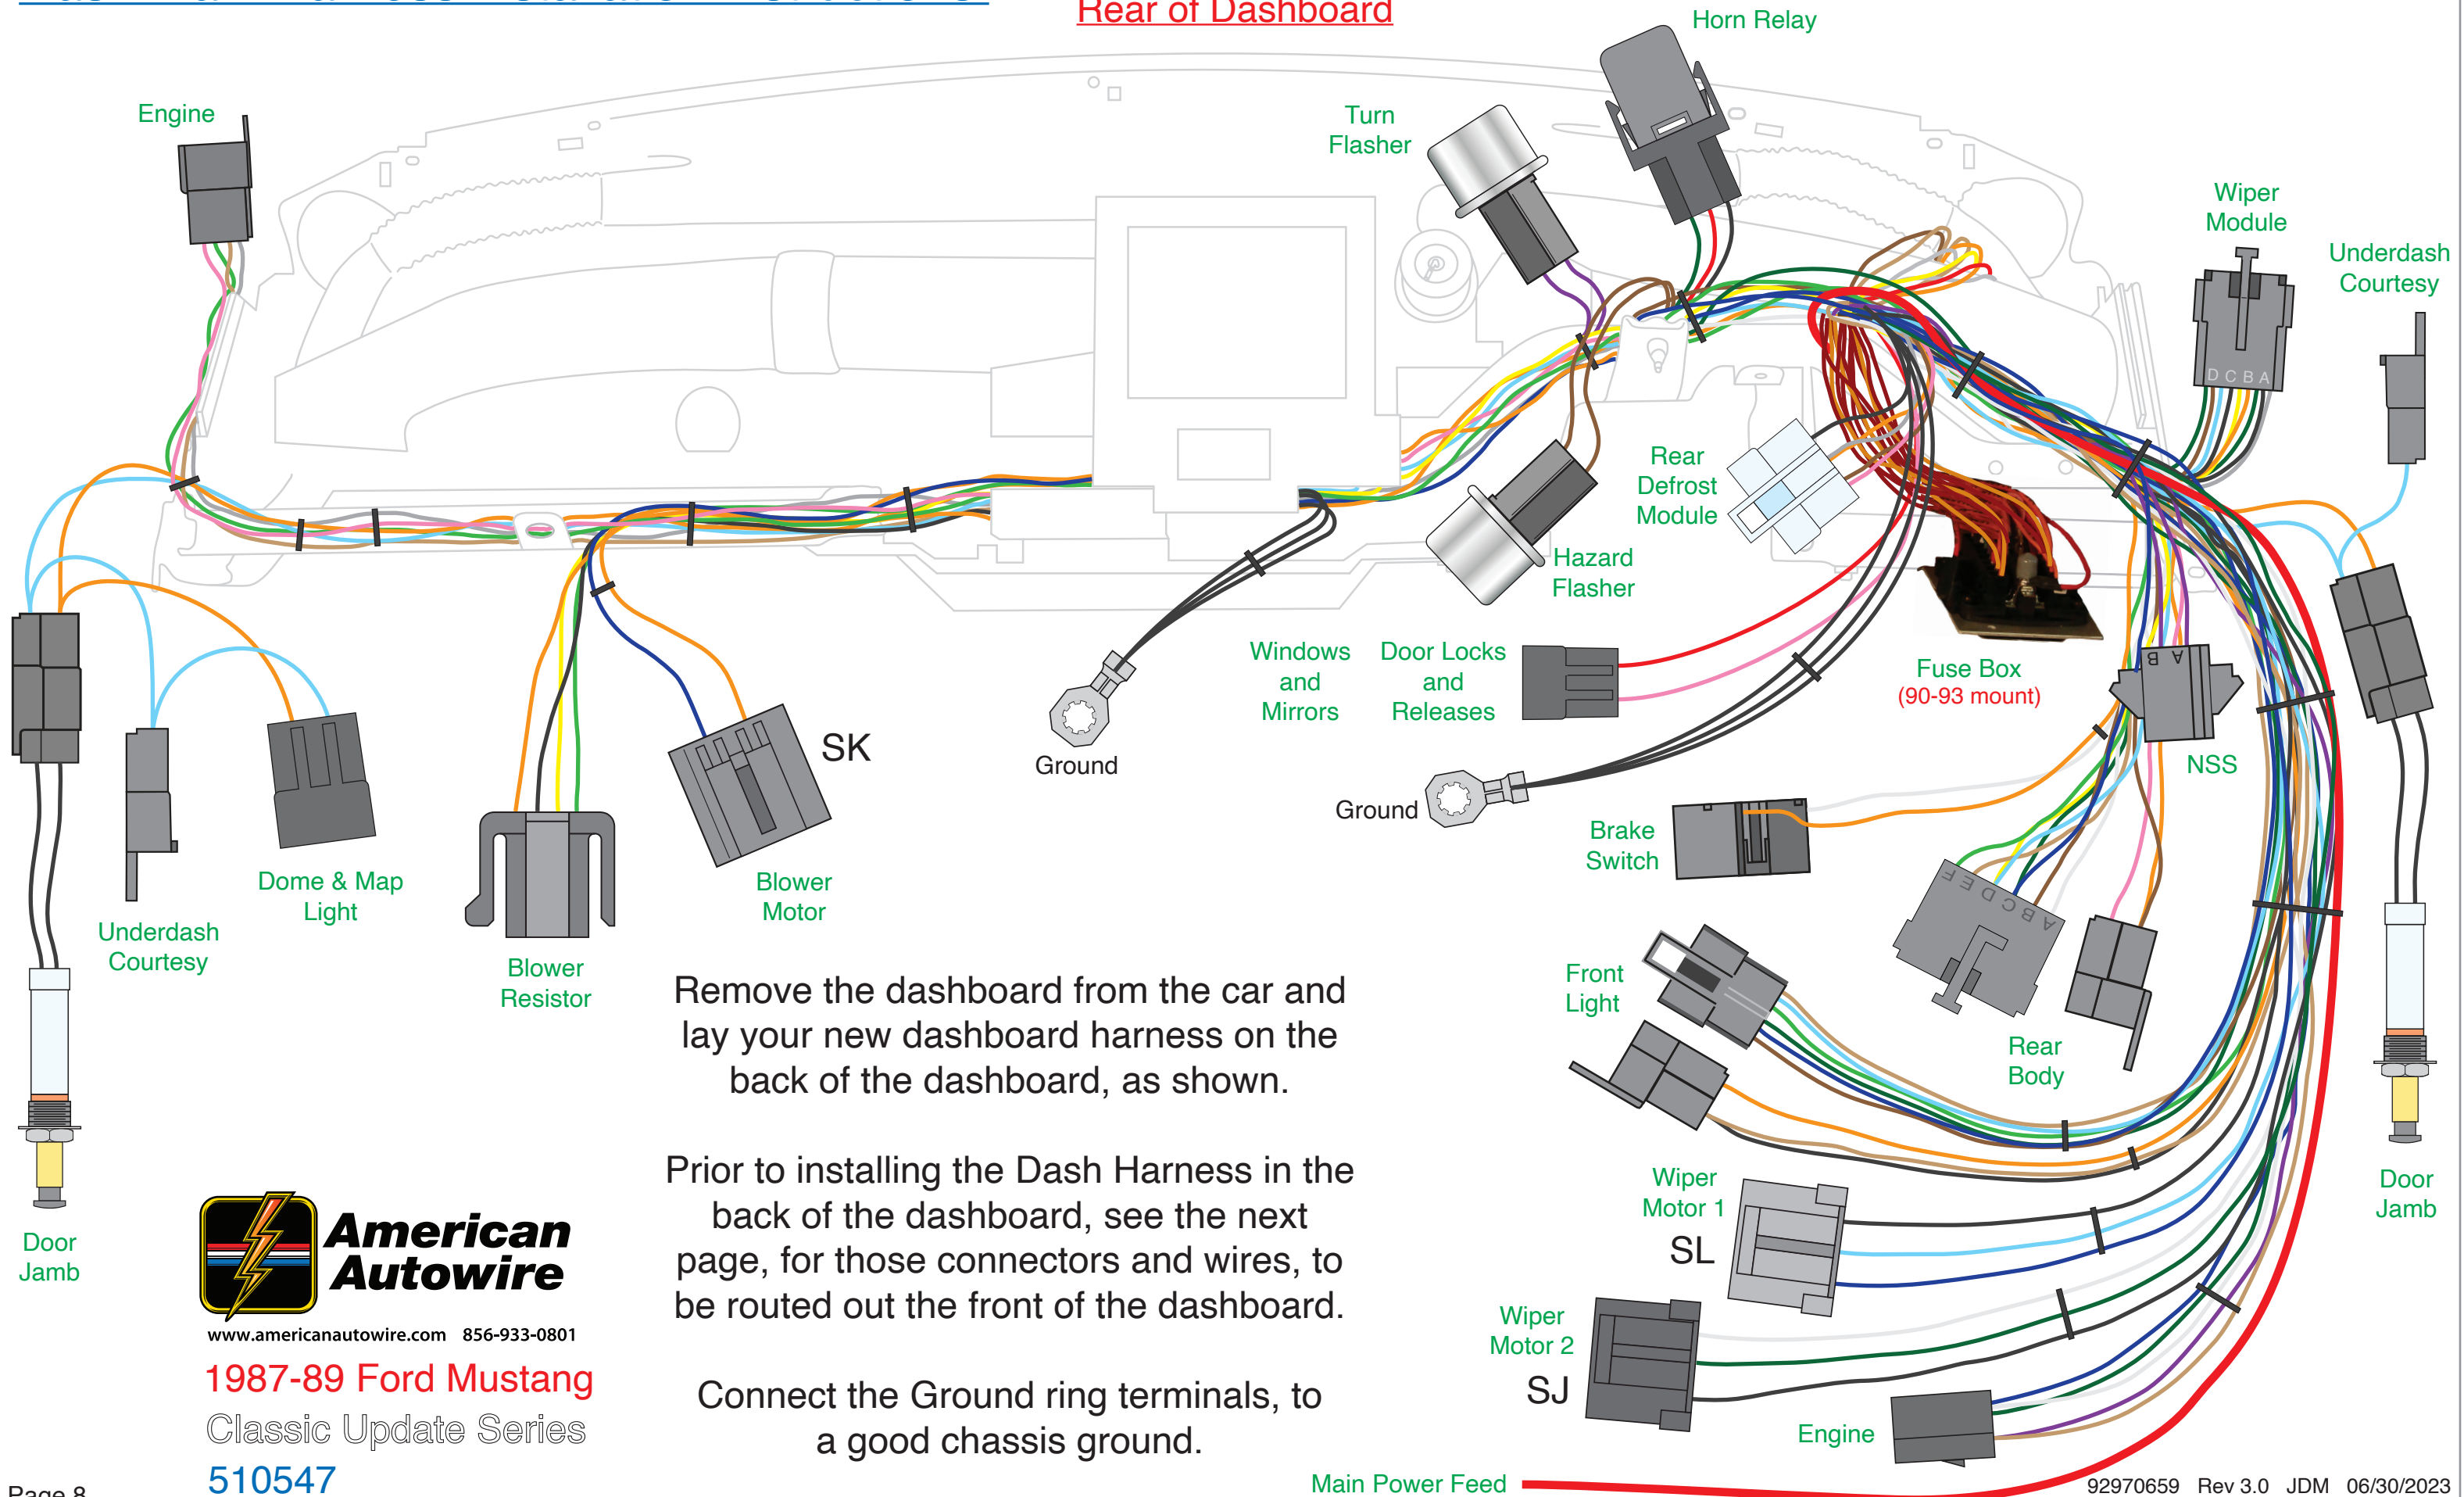 Rear of Dashboard
Horn Relay
Engine
Turn
Flasher
Wiper
Module
Underdash
Courtesy
D C B A
Rear
Defrost
Module
Hazard
Flasher
Windows
and
Mirrors
Door Locks
and
Releases
Fuse Box
(90-93 mount)
B A
NSS
SK
Ground
Ground
Brake
Switch
Dome & Map
Light
Blower
Motor
F E D C B A
Underdash
Courtesy
Blower
Resistor
Front
Light
Rear
Body
Remove the dashboard from the car and
lay your new dashboard harness on the
back of the dashboard, as shown.
Prior to installing the Dash Harness in the
back of the dashboard, see the next
page, for those connectors and wires, to
be routed out the front of the dashboard.
Connect the Ground ring terminals, to
a good chassis ground.
Door
Jamb
Wiper
Motor 1
SL
Door
Jamb
Wiper
Motor 2
SJ
Engine
American
Autowire
www.americanautowire.com 856-933-0801
1987-89 Ford Mustang
Classic Update Series
510547
Page 8
Main Power Feed
92970659 Rev 3.0 JDM 06/30/2023